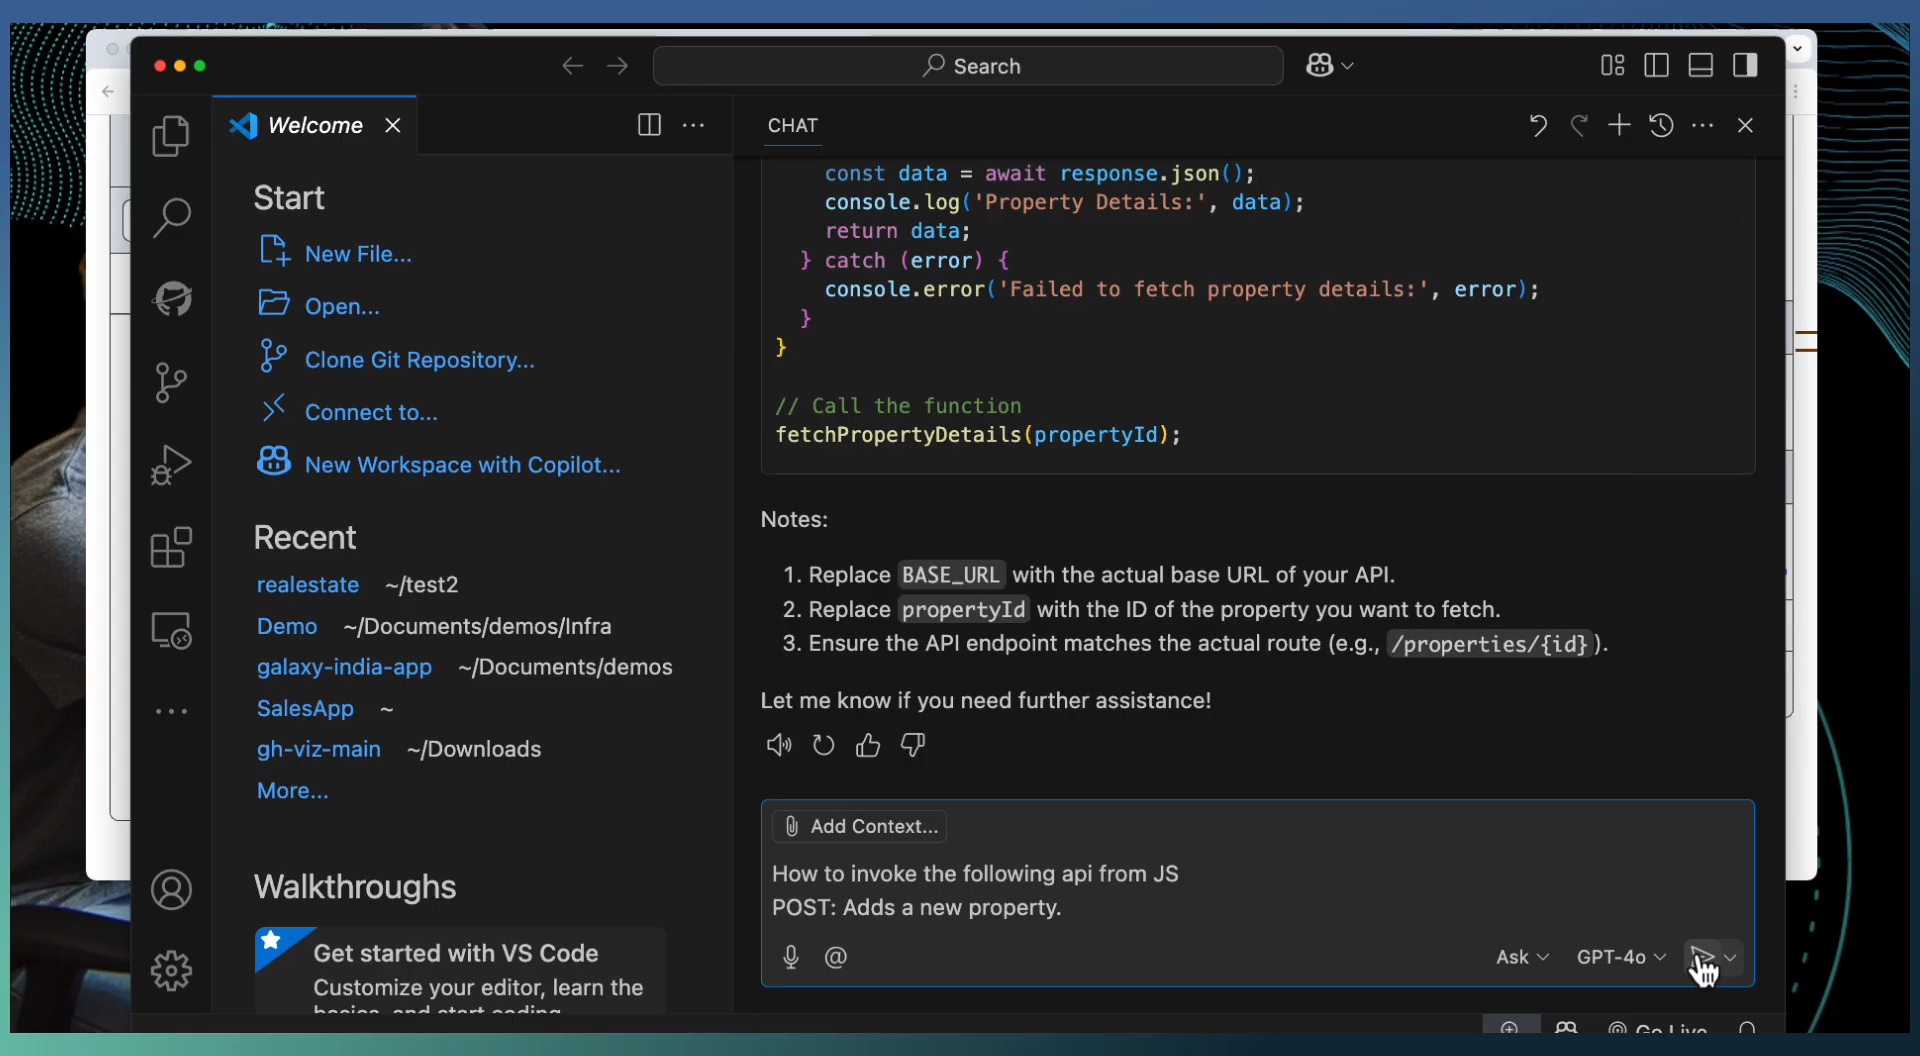 Search
Welcome
CHAT
Start
New File...
Open...
Clone Git Repository...
Connect to...
New Workspace with Copilot...
Recent
realestate ~/test2
Demo ~/Documents/demos/Infra
galaxy-india-app ~/Documents/demos
SalesApp ~
gh-viz-main ~/Downloads
More...
Walkthroughs
Get started with VS Code
Customize your editor, learn the
basics, and start coding
const data = await response.json();
console.log('Property Details:', data);
return data;
} catch (error) {
console.error('Failed to fetch property details:', error);
}
}
// Call the function
fetchPropertyDetails(propertyId);
Notes:
1. Replace BASE_URL with the actual base URL of your API.
2. Replace propertyId with the ID of the property you want to fetch.
3. Ensure the API endpoint matches the actual route (e.g., /properties/{id}).
Let me know if you need further assistance!
Add Context...
How to invoke the following api from JS
POST: Adds a new property.
Ask GPT-4o
Go Live